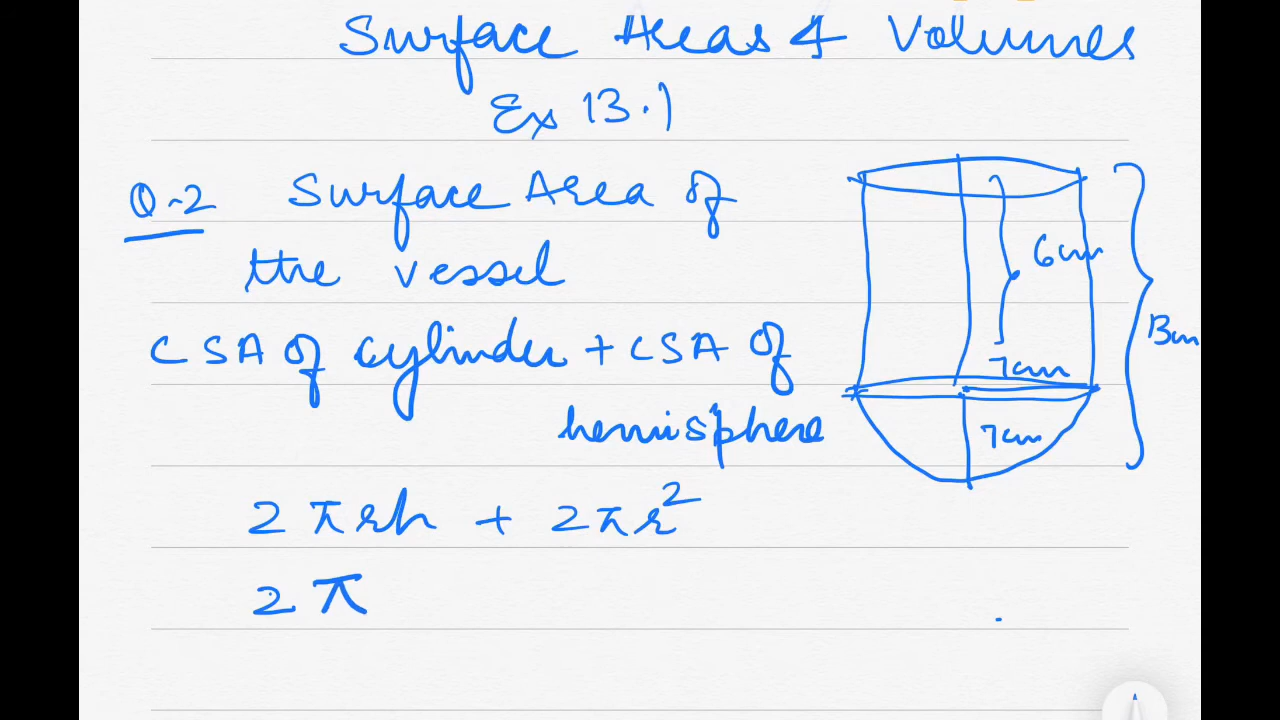 Surface Areas & Volumes
Ex 13.1
Q-2 Surface Area of
the vessel
CSA of cylinder + CSA of
hemisphere
2πrh + 2πr²
2π
6cm
13cm
7cm
7cm